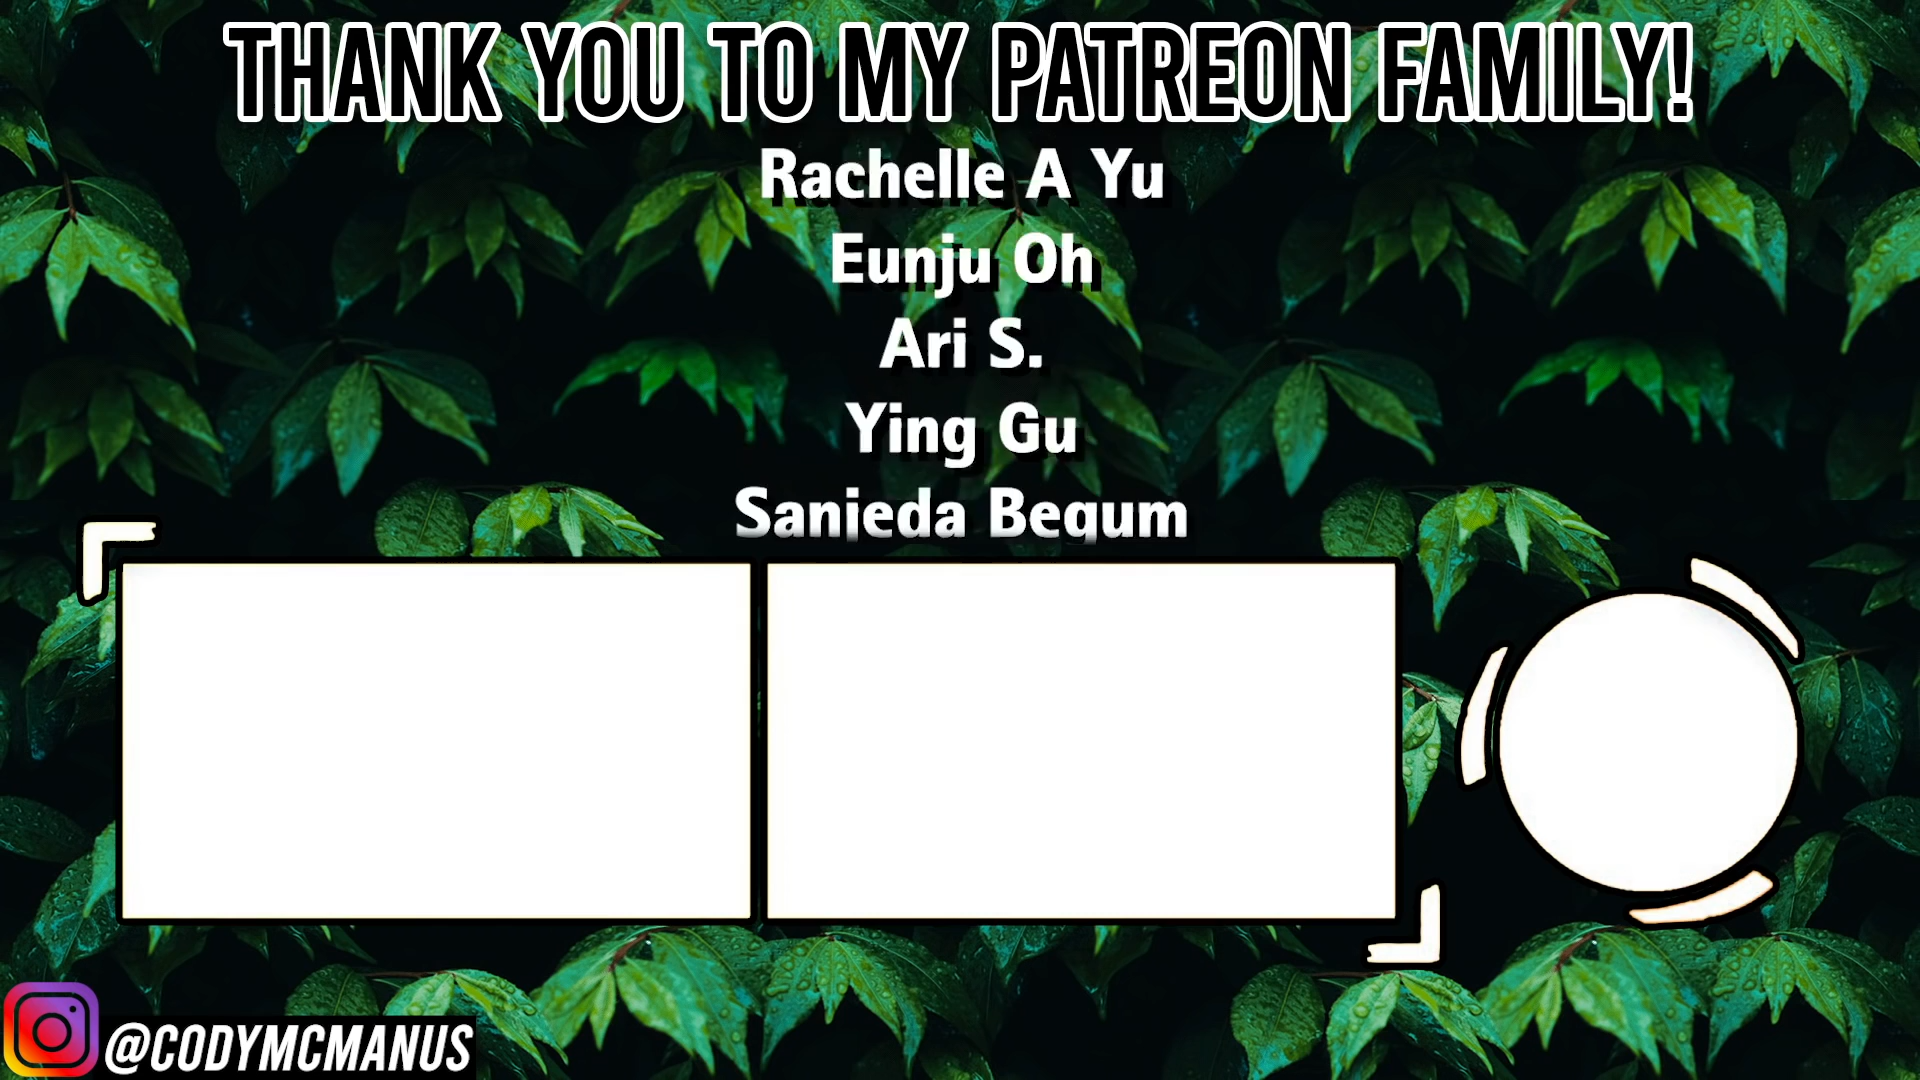 THANK YOU TO MY PATREON FAMILY!
Rachelle A Yu
Eunju Oh
Ari S.
Ying Gu
Sanjeda Begum
@CODYMCMANUS